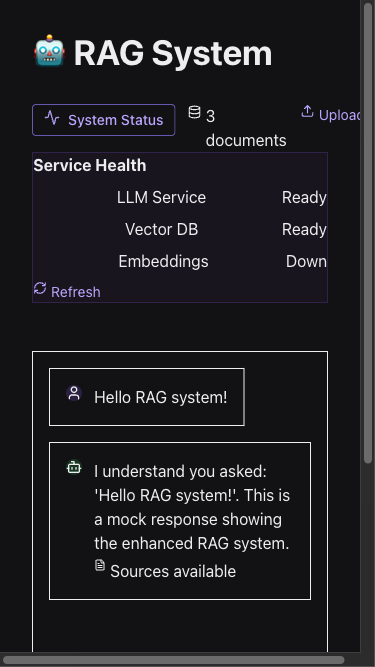 🤖 RAG System
System Status
3
documents
Upload
Service Health
LLM Service Ready
Vector DB Ready
Embeddings Down
Refresh
Hello RAG system!
I understand you asked:
'Hello RAG system!'. This is
a mock response showing
the enhanced RAG system.
Sources available